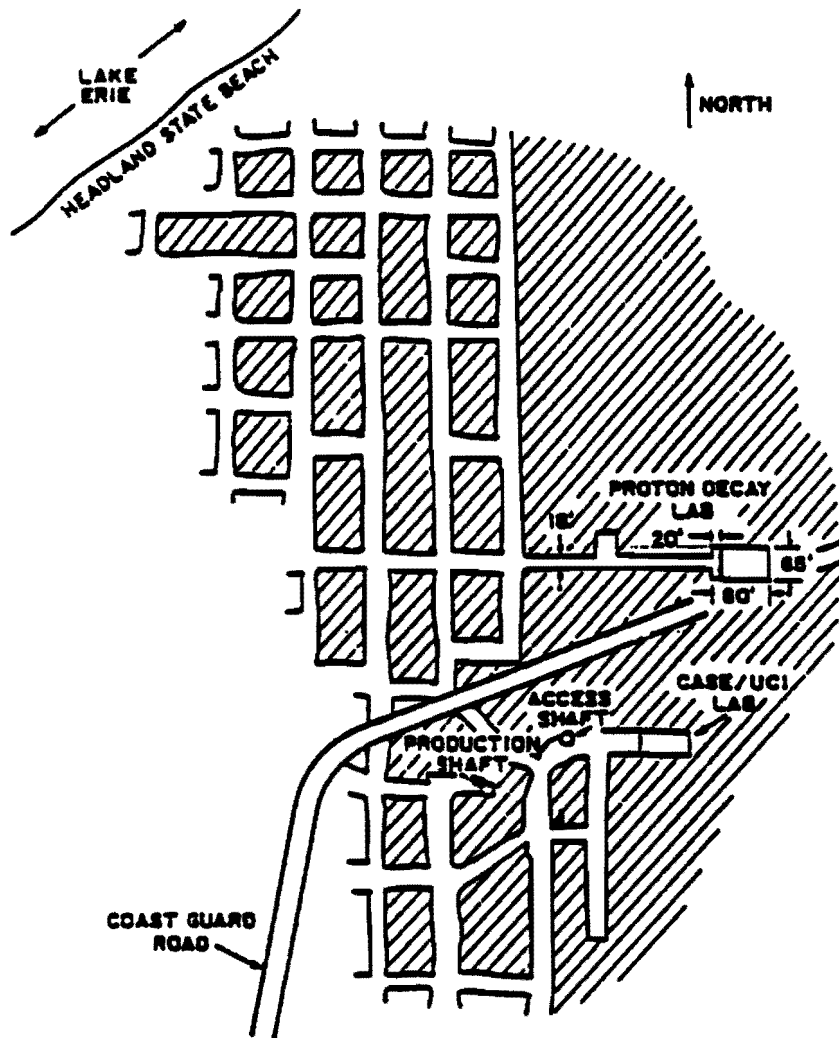 LAKE
ERIE
HEADLAND STATE BEACH
NORTH
PROTON DECAY
LAB
18'
20'
65'
80'
CASE/UCI
LAB
ACCESS
SHAFT
PRODUCTION
SHAFT
COAST GUARD
ROAD